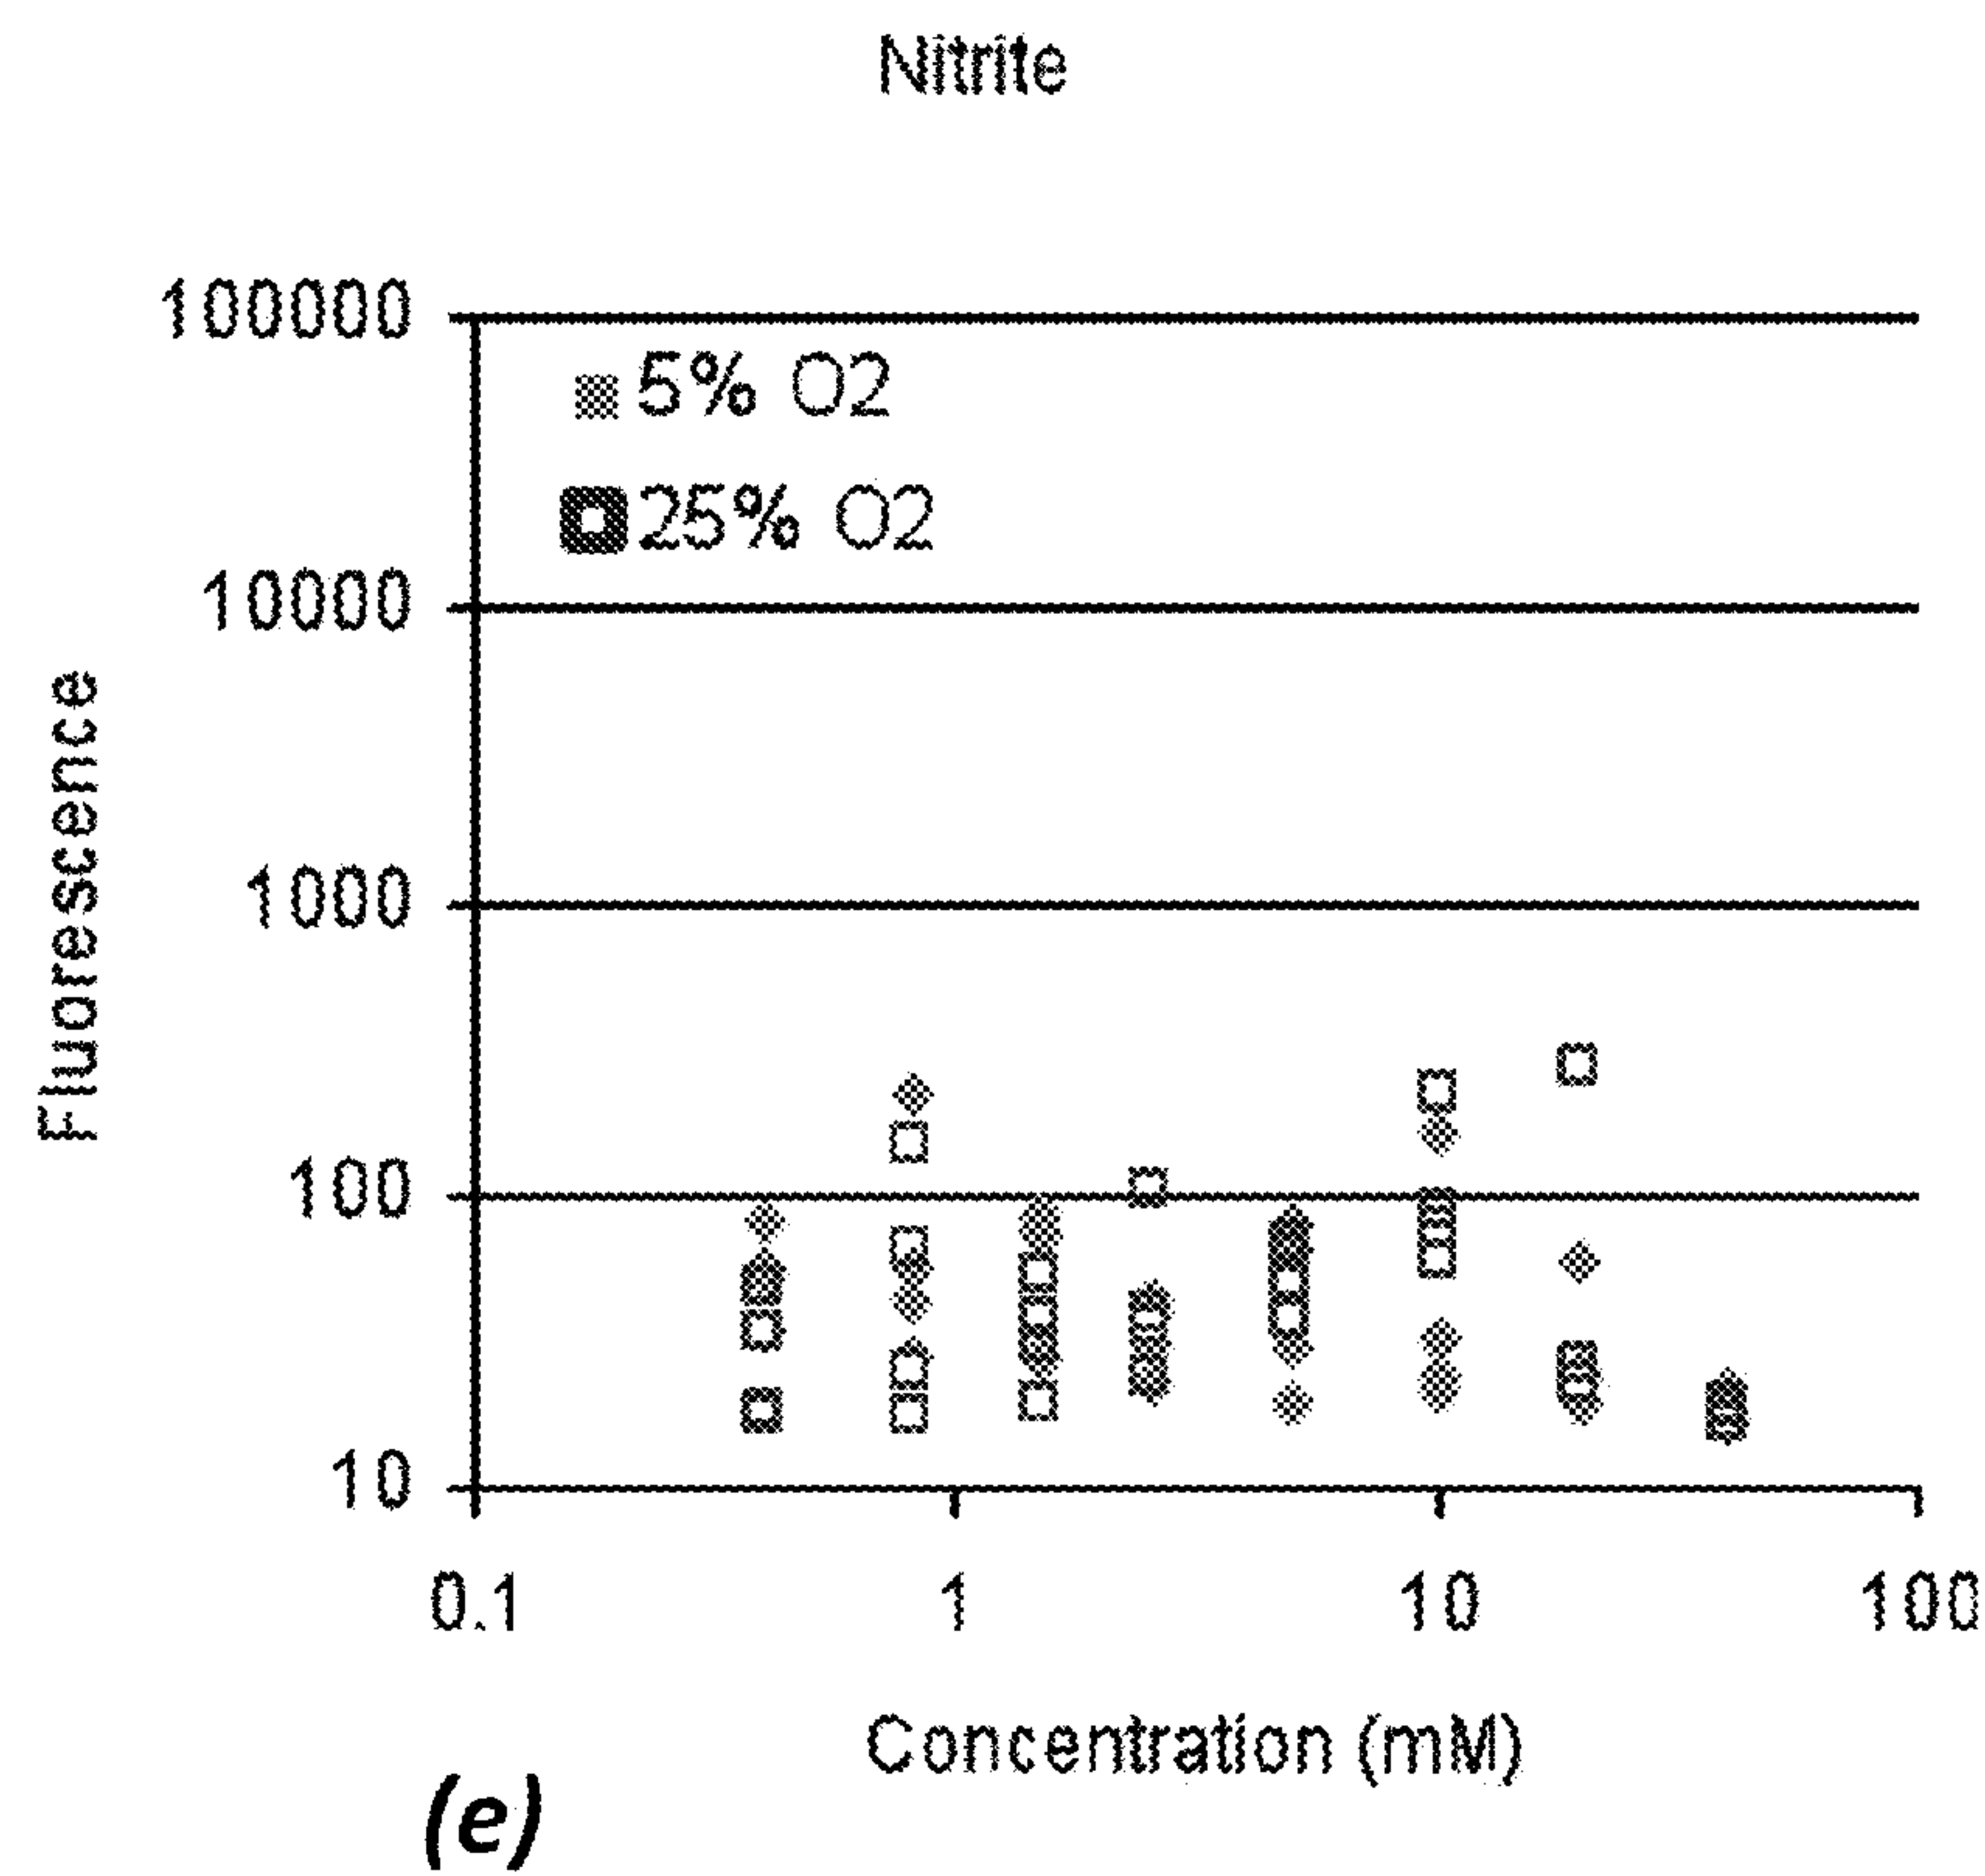 Nitrite
100000
5% O2
25% O2
10000
1000
100
10
Fluorescence
0.1 1 10 100
Concentration (mM)
(e)